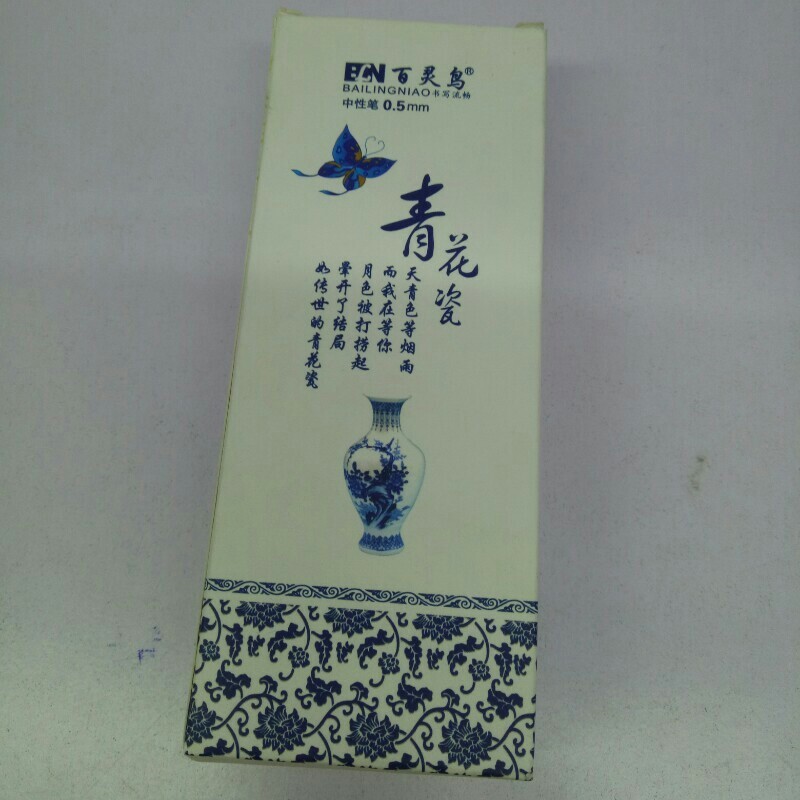 BCN 百灵鸟®
BAILINGNIAO 书写流畅
中性笔 0.5mm
青花瓷
天青色等烟雨
而我在等你
月色被打捞起
晕开了结局
如传世的青花瓷